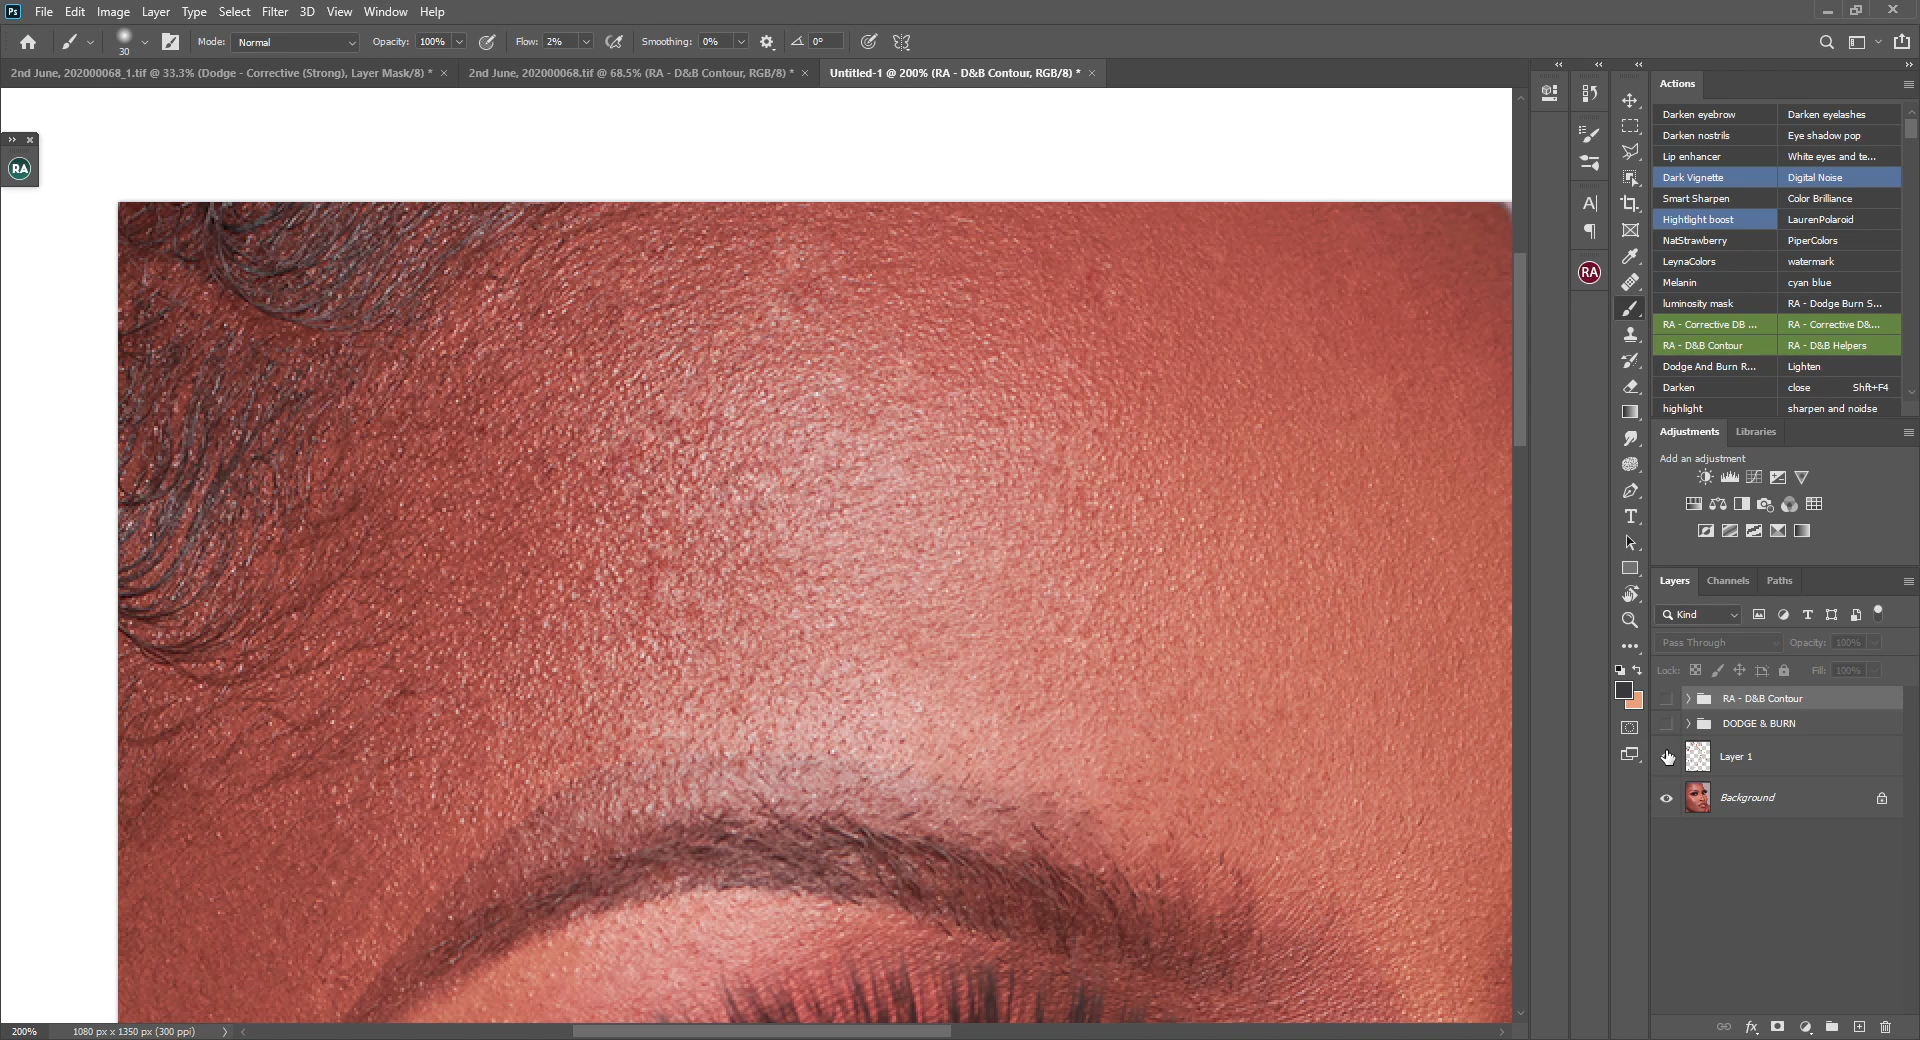 Ps File Edit Image Layer Type Select Filter 3D View Window Help
30 Mode: Normal Opacity: 100% Flow: 2% Smoothing: 0% 0°
2nd June, 202000068_1.tif @ 33.3% (Dodge - Corrective (Strong), Layer Mask/8) * × 2nd June, 202000068.tif @ 68.5% (RA - D&B Contour, RGB/8) * × Untitled-1 @ 200% (RA - D&B Contour, RGB/8) * ×
RA
Actions
Darken eyebrow Darken eyelashes
Darken nostrils Eye shadow pop
Lip enhancer White eyes and te...
Dark Vignette Digital Noise
Smart Sharpen Color Brilliance
Hightlight boost LaurenPolaroid
NatStrawberry PiperColors
LeynaColors watermark
Melanin cyan blue
luminosity mask RA - Dodge Burn S...
RA - Corrective DB ... RA - Corrective D&...
RA - D&B Contour RA - D&B Helpers
Dodge And Burn R... Lighten
Darken close Shft+F4
highlight sharpen and noidse
RA
Adjustments Libraries
Add an adjustment
Layers Channels Paths
Kind
Pass Through Opacity: 100%
Lock: Fill: 100%
RA - D&B Contour
DODGE & BURN
Layer 1
Background
200% 1080 px x 1350 px (300 ppi)